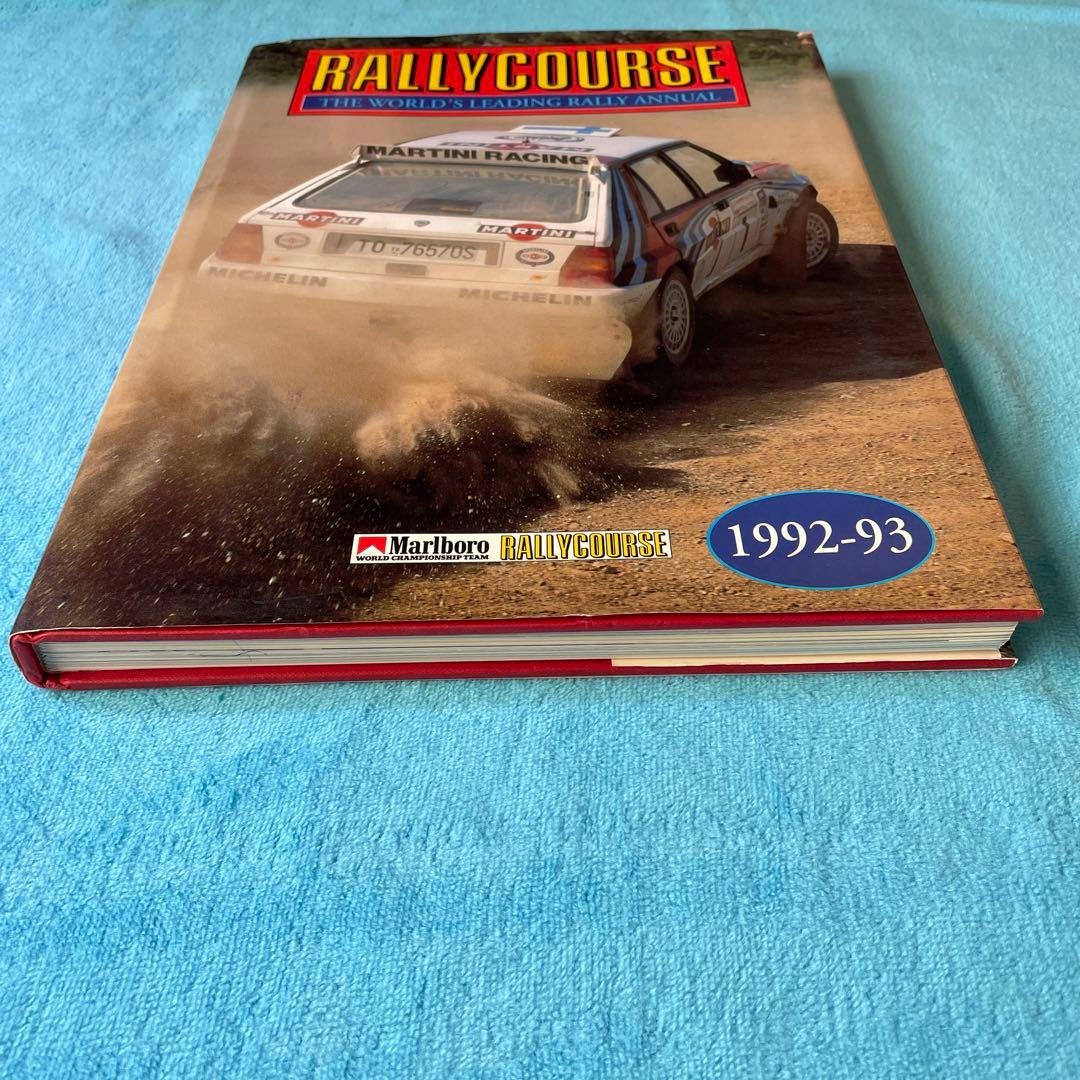 RALLYCOURSE
THE WORLD'S LEADING RALLY ANNUAL
MARTINI RACING
MARTINI
MARTINI
TO 76570S
MICHELIN
MICHELIN
Marlboro
WORLD CHAMPIONSHIP TEAM
RALLYCOURSE
1992-93